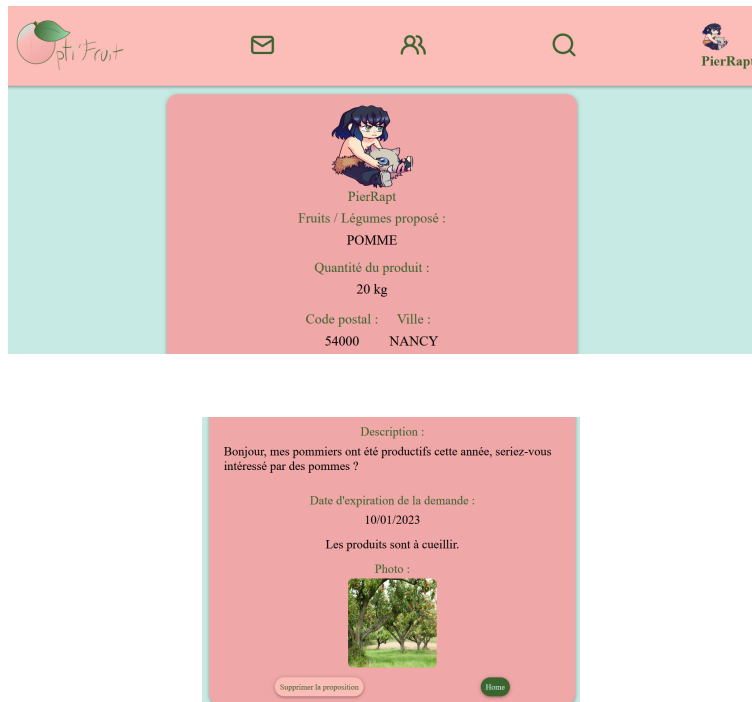 Opti'Fruit
PierRapt
PierRapt
Fruits / Légumes proposé :
POMME
Quantité du produit :
20 kg
Code postal : Ville :
54000 NANCY
Description :
Bonjour, mes pommiers ont été productifs cette année, seriez-vous
intéressé par des pommes ?
Date d'expiration de la demande :
10/01/2023
Les produits sont à cueillir.
Photo :
Supprimer la proposition Home